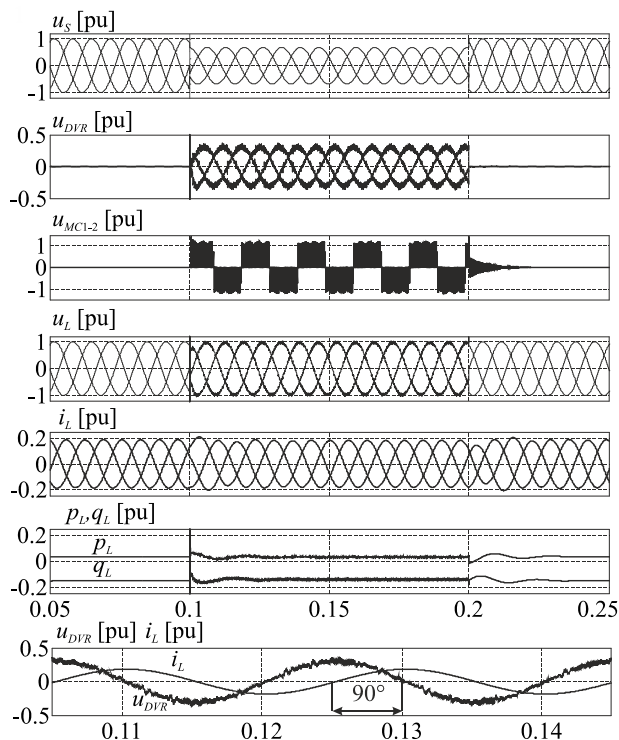 u_S [pu]
1
0
-1
u_DVR [pu]
0.5
0
-0.5
u_MC1-2 [pu]
1
0
-1
u_L [pu]
1
0
-1
i_L [pu]
0.2
0
-0.2
p_L,q_L [pu]
0.2
p_L
0
q_L
-0.2
0.05 0.1 0.15 0.2 0.25
u_DVR [pu] i_L [pu]
0.5
i_L
0
u_DVR
90°
-0.5
0.11 0.12 0.13 0.14